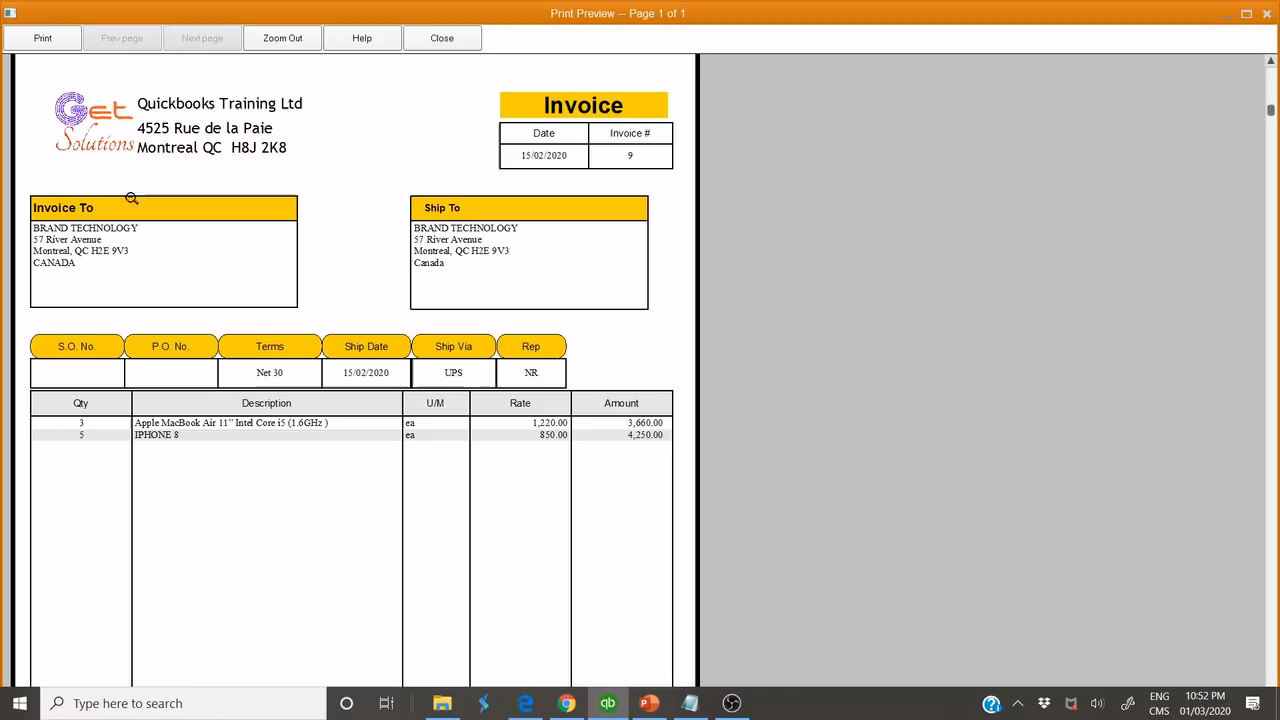 Print Preview -- Page 1 of 1
Print
Prev page
Next page
Zoom Out
Help
Close
Get
Solutions
Quickbooks Training Ltd
4525 Rue de la Paie
Montreal QC H8J 2K8
Invoice
Date Invoice #
15/02/2020 9
Invoice To
BRAND TECHNOLOGY
57 River Avenue
Montreal, QC H2E 9V3
CANADA
Ship To
BRAND TECHNOLOGY
57 River Avenue
Montreal, QC H2E 9V3
Canada
S.O. No. P.O. No. Terms Ship Date Ship Via Rep
Net 30 15/02/2020 UPS NR
Qty Description U/M Rate Amount
3 Apple MacBook Air 11" Intel Core i5 (1.6GHz ) ea 1,220.00 3,660.00
5 IPHONE 8 ea 850.00 4,250.00
Type here to search
ENG
CMS
10:52 PM
01/03/2020